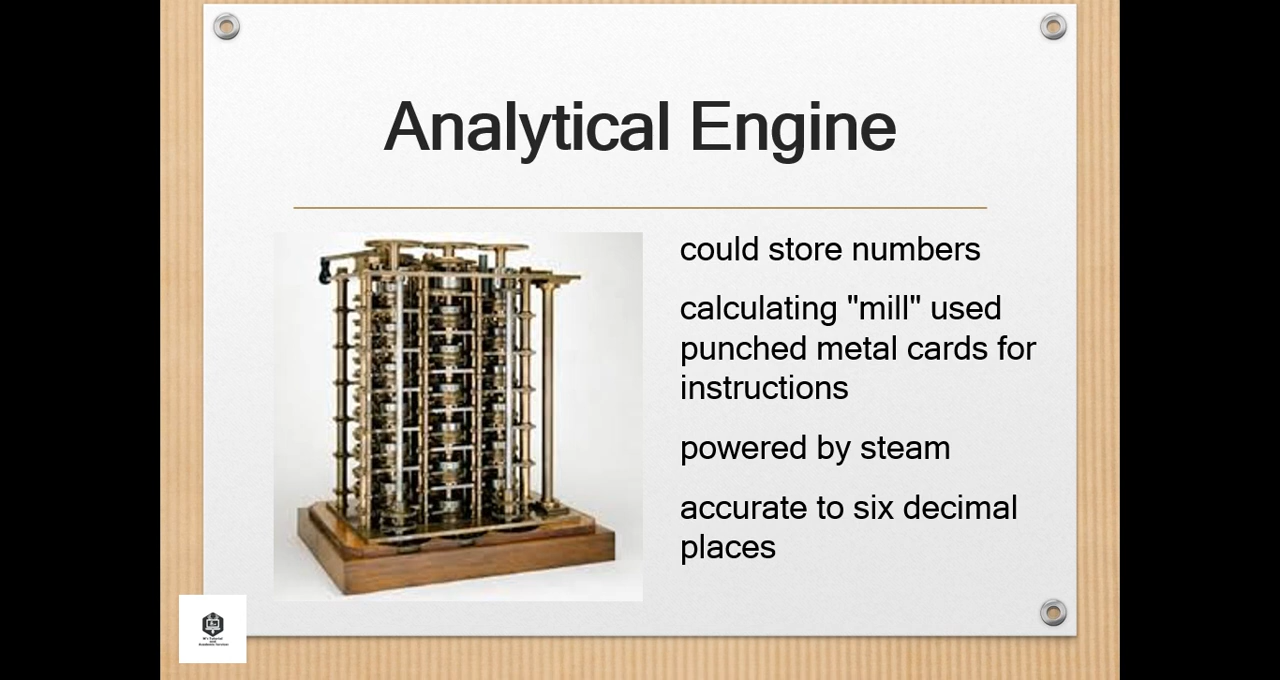 Analytical Engine
could store numbers
calculating "mill" used
punched metal cards for
instructions
powered by steam
accurate to six decimal
places